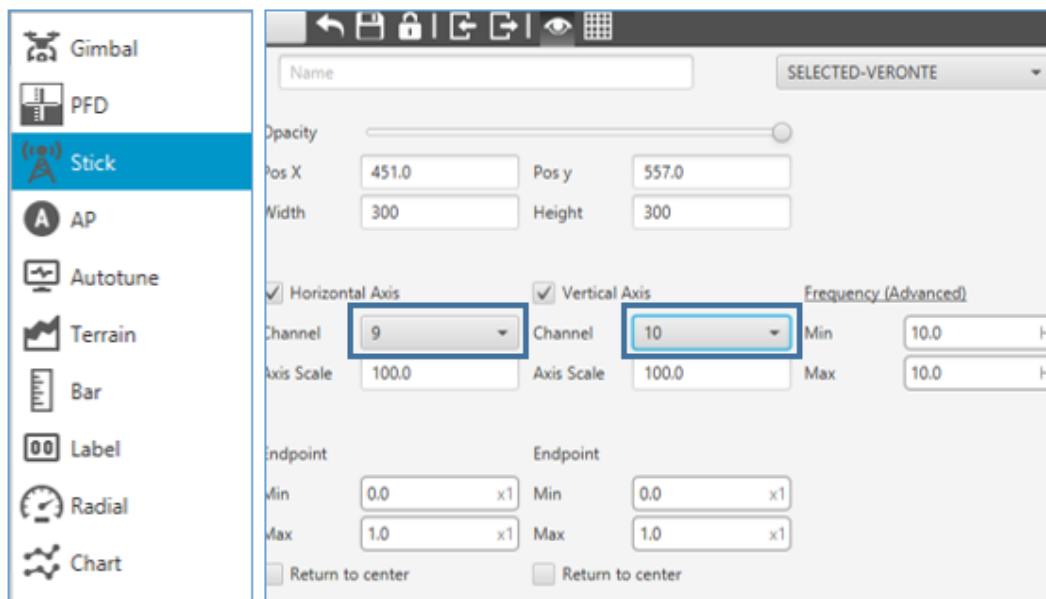 Gimbal
PFD
Stick
A AP
Autotune
Terrain
Bar
00 Label
Radial
Chart
Name
SELECTED-VERONTE
Opacity
Pos X 451.0 Pos y 557.0
Width 300 Height 300
Horizontal Axis Vertical Axis Frequency (Advanced)
Channel 9 Channel 10 Min 10.0 H
Axis Scale 100.0 Axis Scale 100.0 Max 10.0 H
Endpoint Endpoint
Min 0.0 x1 Min 0.0 x1
Max 1.0 x1 Max 1.0 x1
Return to center Return to center